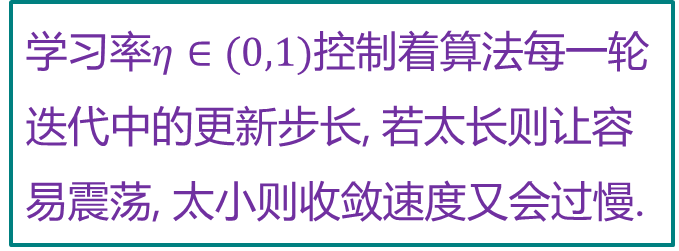 学习率η ∈ (0,1)控制着算法每一轮
迭代中的更新步长, 若太长则让容
易震荡, 太小则收敛速度又会过慢.